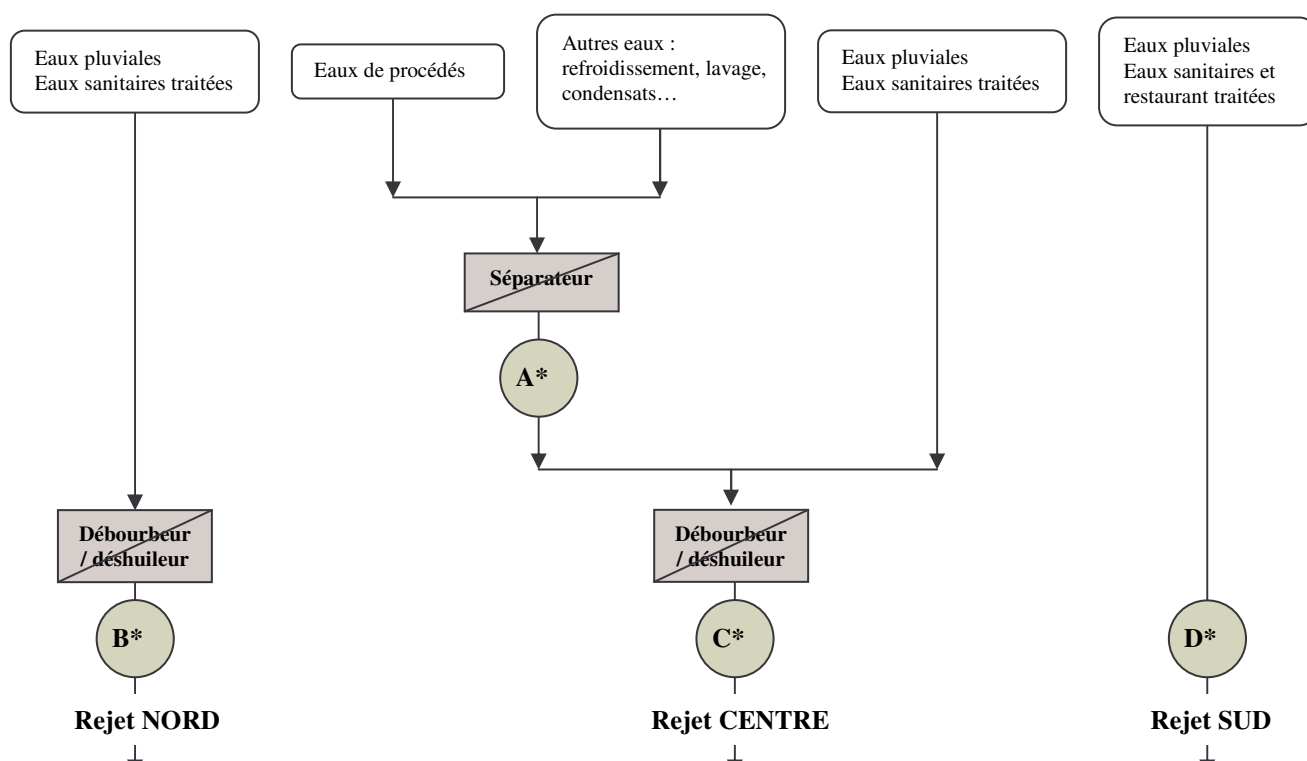 Eaux pluviales
Eaux sanitaires traitées
Eaux de procédés
Autres eaux :
refroidissement, lavage,
condensats…
Eaux pluviales
Eaux sanitaires traitées
Eaux pluviales
Eaux sanitaires et
restaurant traitées
Séparateur
A*
Débourbeur
/ déshuileur
Débourbeur
/ déshuileur
B*
C*
D*
Rejet NORD
Rejet CENTRE
Rejet SUD